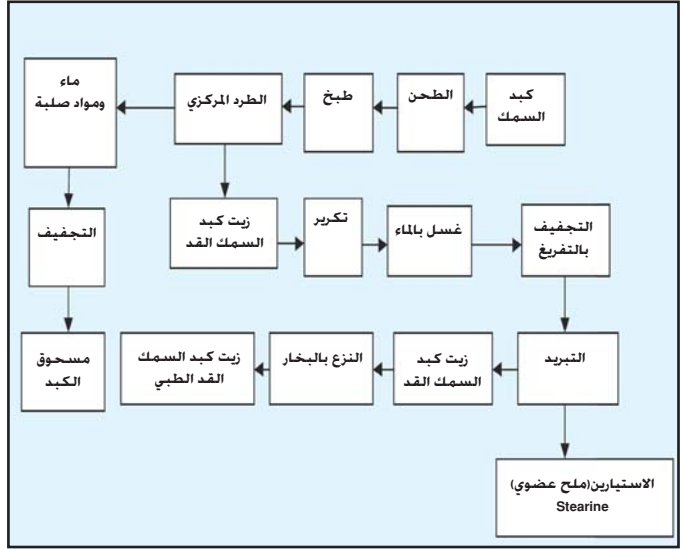 كبد
السمك
الطحن
طبخ
الطرد المركزي
ماء
ومواد صلبة
التجفيف
مسحوق
الكبد
زيت كبد
السمك القد
تكرير
غسل بالماء
التجفيف
بالتفريغ
التبريد
زيت كبد
السمك القد
النزع بالبخار
زيت كبد السمك
القد الطبي
الاستيارين(ملح عضوي)
Stearine